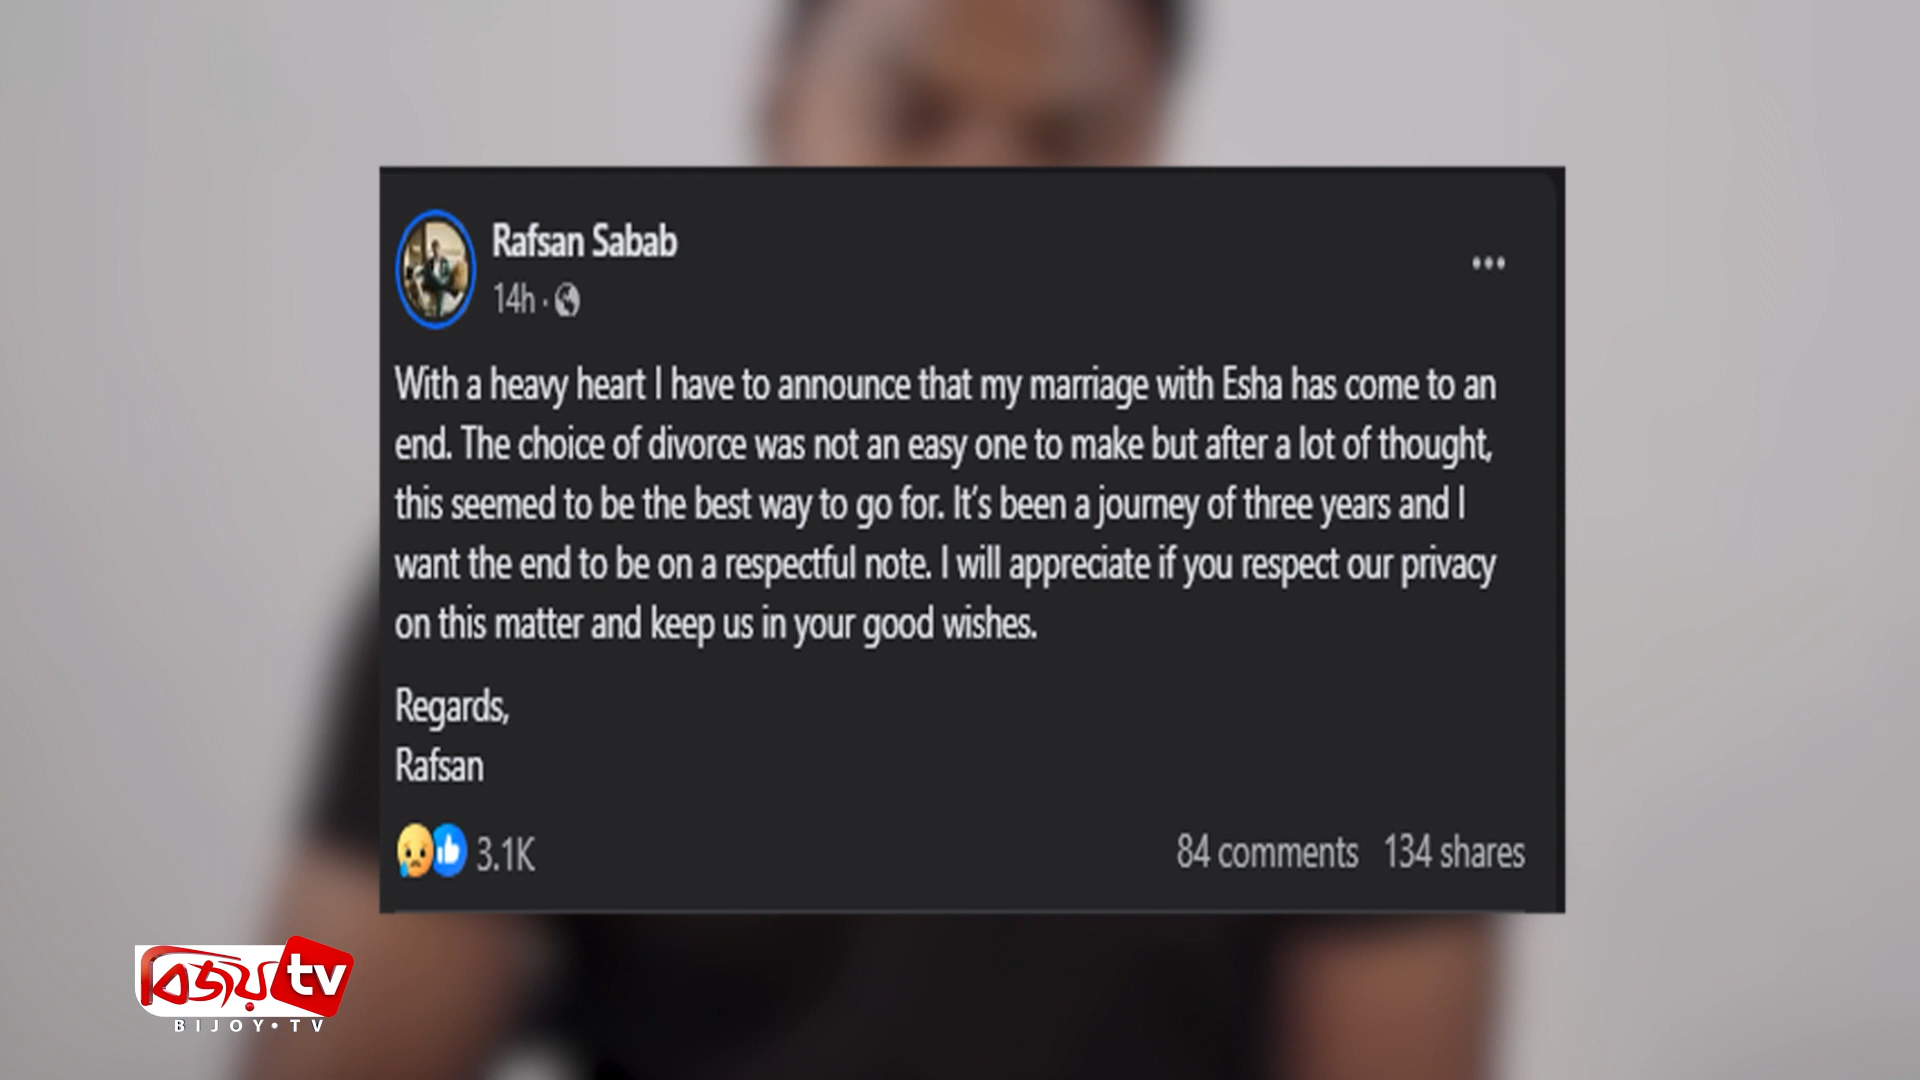 Rafsan Sabab
14h ·
With a heavy heart I have to announce that my marriage with Esha has come to an
end. The choice of divorce was not an easy one to make but after a lot of thought,
this seemed to be the best way to go for. It’s been a journey of three years and I
want the end to be on a respectful note. I will appreciate if you respect our privacy
on this matter and keep us in your good wishes.
Regards,
Rafsan
3.1K
84 comments 134 shares
বিজয় tv
BIJOY•TV